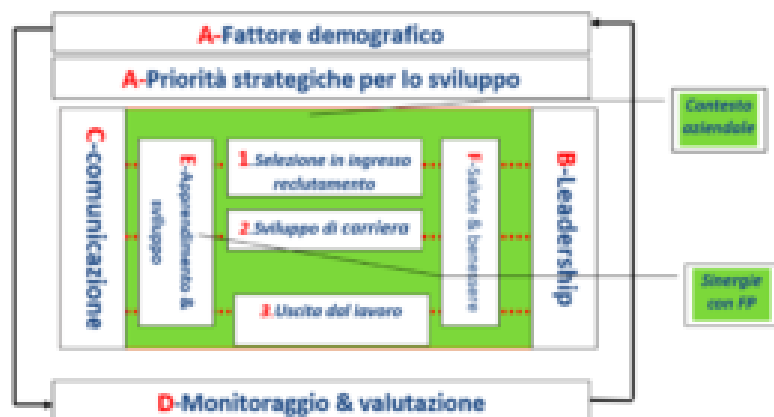 A-Fattore demografico
A-Priorità strategiche per lo sviluppo
Contesto
aziendale
C-comunicazione
E-Apprendimento &
sviluppo
1.Selezione in ingresso
reclutamento
2.Sviluppo di carriera
3.Uscita dal lavoro
F-Salute & benessere
B-Leadership
Sinergie
con FP
D-Monitoraggio & valutazione